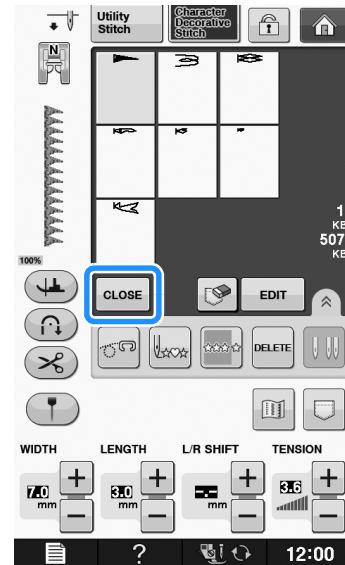 Utility
Stitch
Character
Decorative
Stitch
N
1
KB
507
KB
100%
CLOSE
EDIT
DELETE
WIDTH
LENGTH
L/R SHIFT
TENSION
7.0
mm
+
−
3.0
mm
+
−
-.--
mm
+
−
3.6
+
−
?
12:00